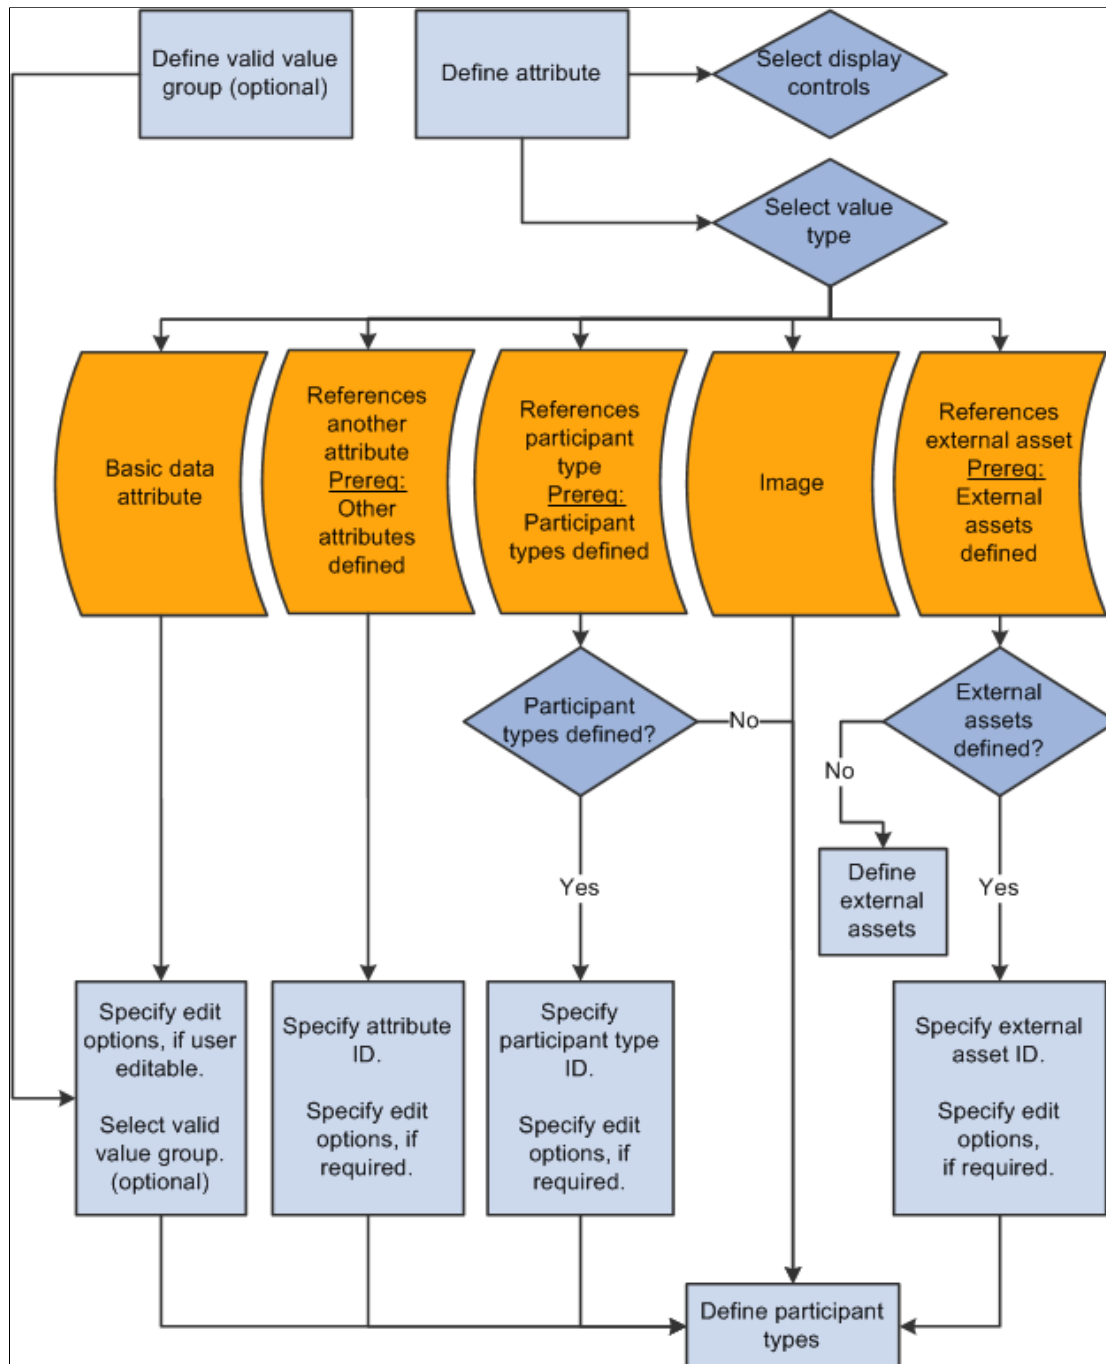 Define valid value
group (optional)
Define attribute
Select display
controls
Select value
type
Basic data
attribute
References
another
attribute
Prereq:
Other
attributes
defined
References
participant
type
Prereq:
Participant
types defined
Image
References
external asset
Prereq:
External
assets
defined
Participant
types defined?
No
External
assets
defined?
No
Define
external
assets
Yes
Yes
Specify edit
options, if user
editable.
Select valid
value group.
(optional)
Specify attribute
ID.
Specify edit
options, if
required.
Specify
participant type
ID.
Specify edit
options, if
required.
Specify external
asset ID.
Specify edit
options,
if required.
Define participant
types